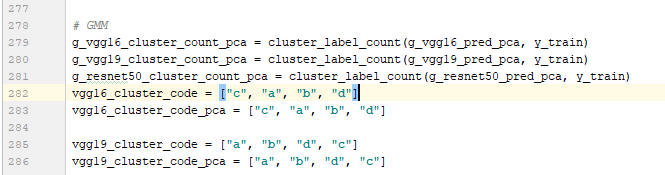 277
278 # GMM
279 g_vgg16_cluster_count_pca = cluster_label_count(g_vgg16_pred_pca, y_train)
280 g_vgg19_cluster_count_pca = cluster_label_count(g_vgg19_pred_pca, y_train)
281 g_resnet50_cluster_count_pca = cluster_label_count(g_resnet50_pred_pca, y_train)
282 vgg16_cluster_code = ["c", "a", "b", "d"]
283 vgg16_cluster_code_pca = ["c", "a", "b", "d"]
284
285 vgg19_cluster_code = ["a", "b", "d", "c"]
286 vgg19_cluster_code_pca = ["a", "b", "d", "c"]